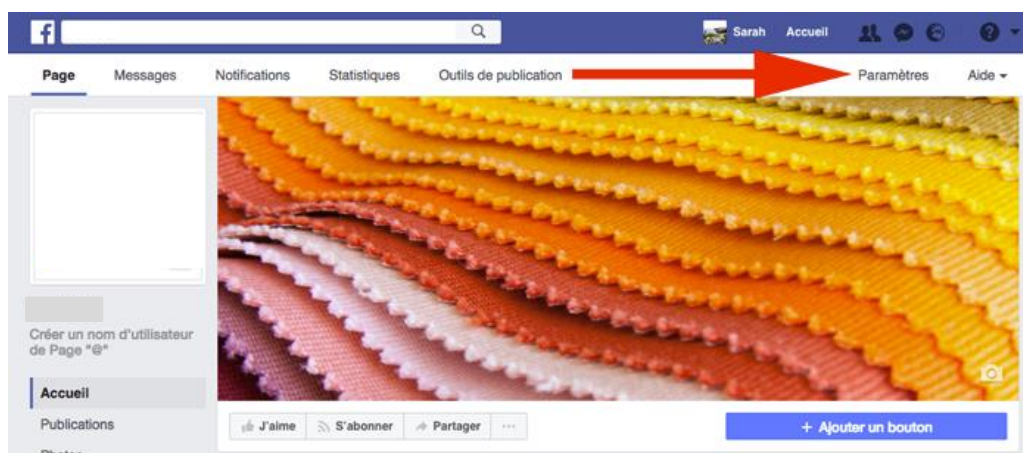 f
Sarah Accueil
Page Messages Notifications Statistiques Outils de publication Paramètres Aide
Créer un nom d'utilisateur
de Page "@"
Accueil
Publications
J'aime S'abonner Partager ...
+ Ajouter un bouton
Photos